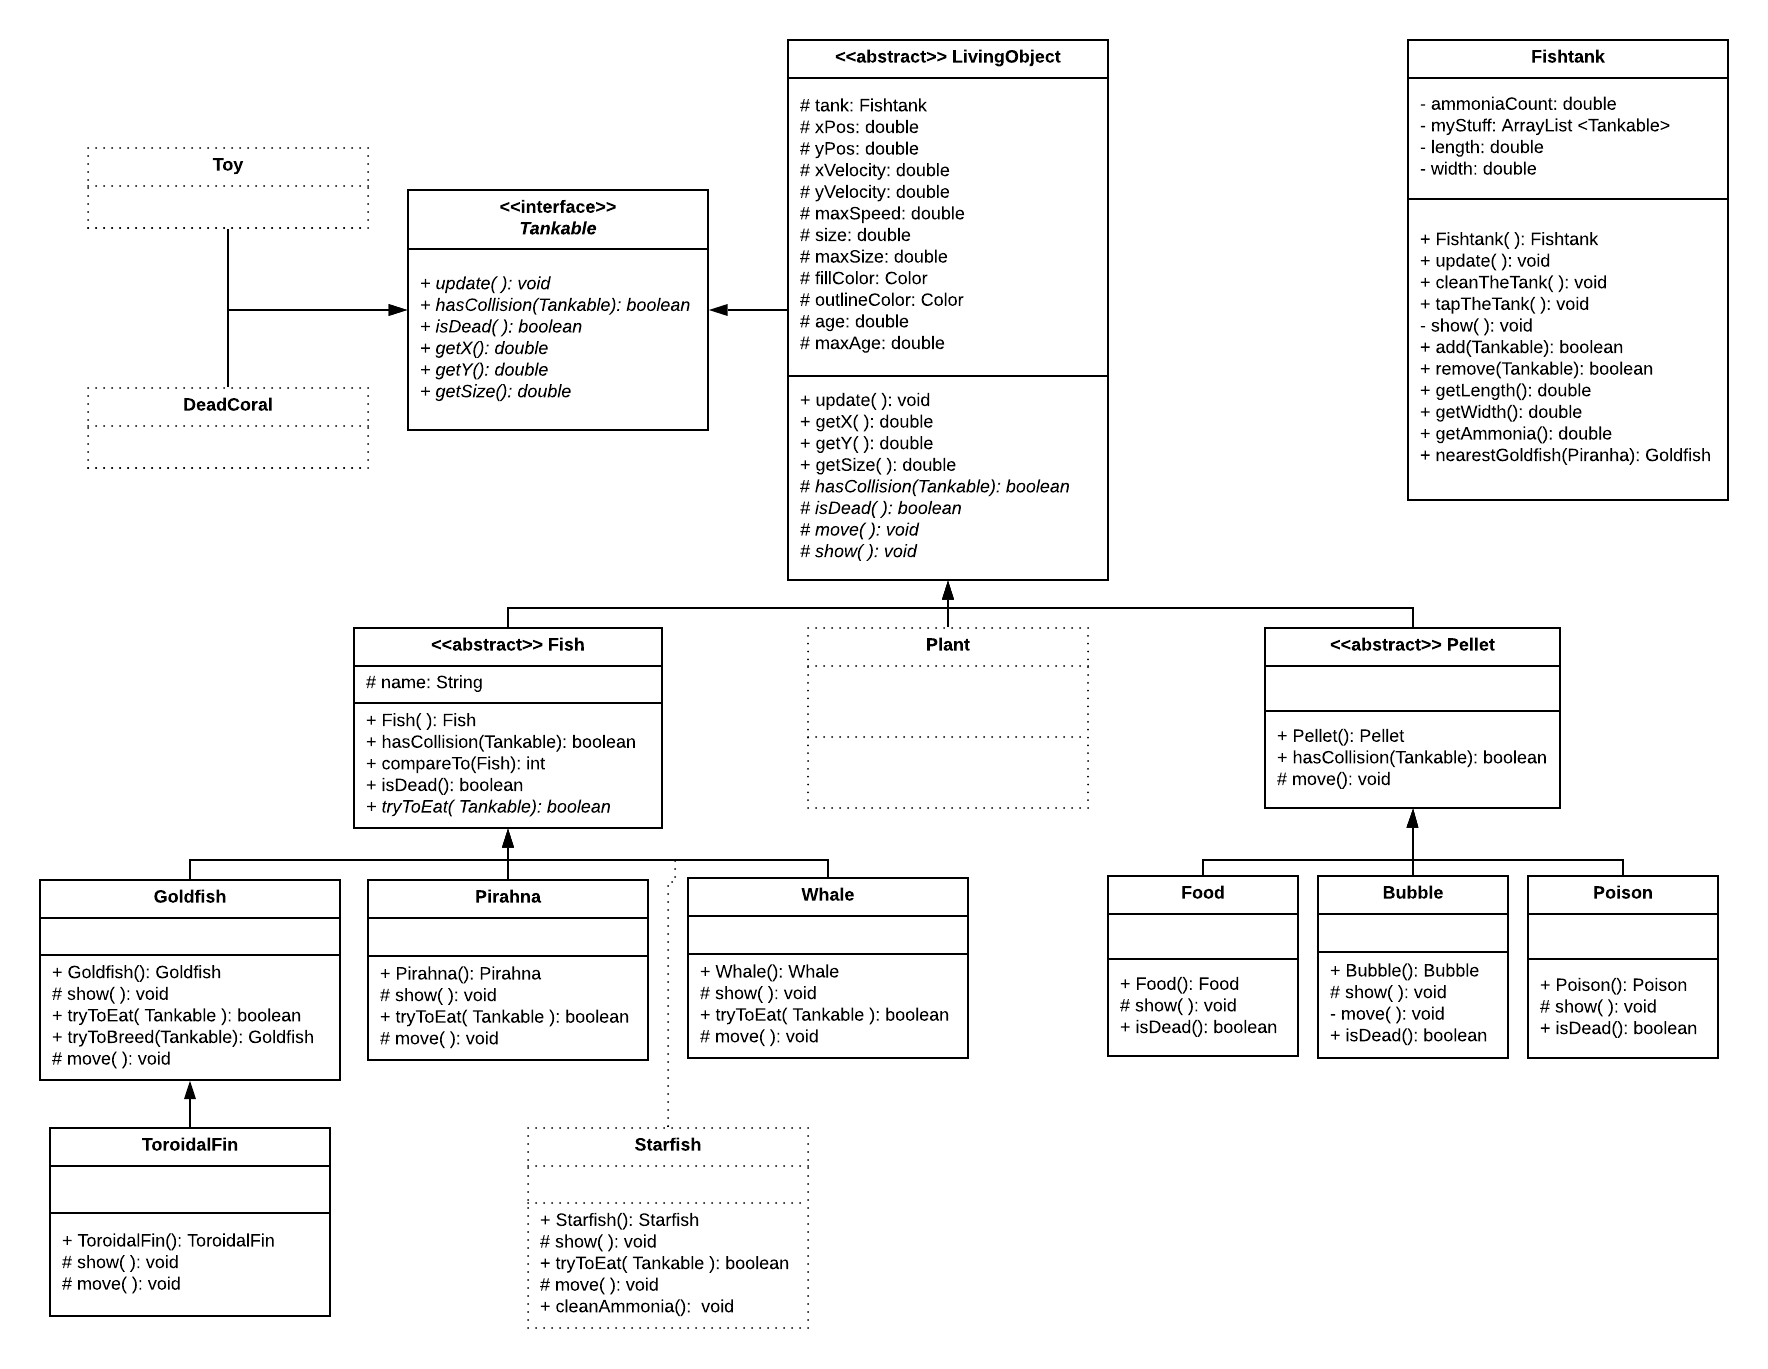 <<abstract>> LivingObject
# tank: Fishtank
# xPos: double
# yPos: double
# xVelocity: double
# yVelocity: double
# maxSpeed: double
# size: double
# maxSize: double
# fillColor: Color
# outlineColor: Color
# age: double
# maxAge: double
+ update( ): void
+ getX( ): double
+ getY( ): double
+ getSize( ): double
# hasCollision(Tankable): boolean
# isDead( ): boolean
# move( ): void
# show( ): void
Fishtank
- ammoniaCount: double
- myStuff: ArrayList <Tankable>
- length: double
- width: double
+ Fishtank( ): Fishtank
+ update( ): void
+ cleanTheTank( ): void
+ tapTheTank( ): void
- show( ): void
+ add(Tankable): boolean
+ remove(Tankable): boolean
+ getLength(): double
+ getWidth(): double
+ getAmmonia(): double
+ nearestGoldfish(Piranha): Goldfish
Toy
<<interface>>
Tankable
+ update( ): void
+ hasCollision(Tankable): boolean
+ isDead( ): boolean
+ getX(): double
+ getY(): double
+ getSize(): double
DeadCoral
<<abstract>> Fish
# name: String
+ Fish( ): Fish
+ hasCollision(Tankable): boolean
+ compareTo(Fish): int
+ isDead(): boolean
+ tryToEat( Tankable): boolean
Plant
<<abstract>> Pellet
+ Pellet(): Pellet
+ hasCollision(Tankable): boolean
# move(): void
Goldfish
+ Goldfish(): Goldfish
# show( ): void
+ tryToEat( Tankable ): boolean
+ tryToBreed(Tankable): Goldfish
# move( ): void
Pirahna
+ Pirahna(): Pirahna
# show( ): void
+ tryToEat( Tankable ): boolean
# move( ): void
Whale
+ Whale(): Whale
# show( ): void
+ tryToEat( Tankable ): boolean
# move( ): void
Food
+ Food(): Food
# show( ): void
+ isDead(): boolean
Bubble
+ Bubble(): Bubble
# show( ): void
- move( ): void
+ isDead(): boolean
Poison
+ Poison(): Poison
# show( ): void
+ isDead(): boolean
ToroidalFin
+ ToroidalFin(): ToroidalFin
# show( ): void
# move( ): void
Starfish
+ Starfish(): Starfish
# show( ): void
+ tryToEat( Tankable ): boolean
# move( ): void
+ cleanAmmonia():  void